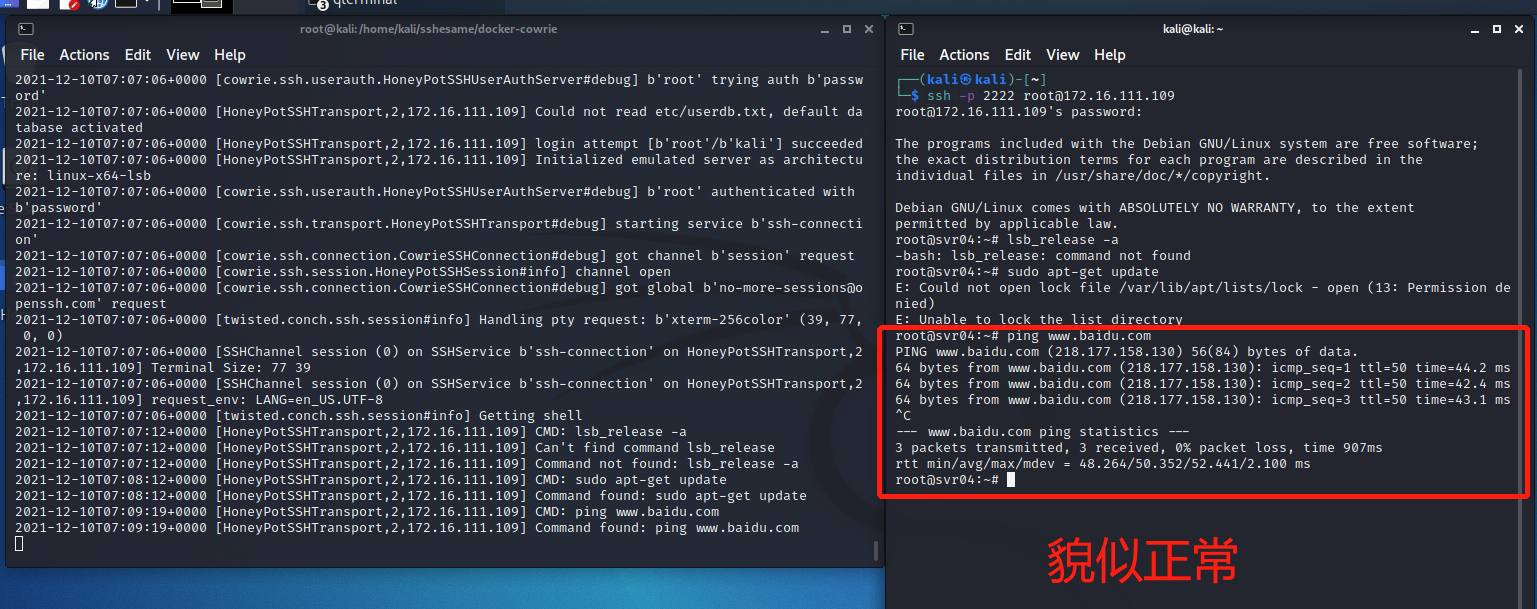 3 qterminal
root@kali:/home/kali/sshesame/docker-cowrie
File Actions Edit View Help
2021-12-10T07:07:06+0000 [cowrie.ssh.userauth.HoneyPotSSHUserAuthServer#debug] b'root' trying auth b'passw
ord'
2021-12-10T07:07:06+0000 [HoneyPotSSHTransport,2,172.16.111.109] Could not read etc/userdb.txt, default da
tabase activated
2021-12-10T07:07:06+0000 [HoneyPotSSHTransport,2,172.16.111.109] login attempt [b'root'/b'kali'] succeeded
2021-12-10T07:07:06+0000 [HoneyPotSSHTransport,2,172.16.111.109] Initialized emulated server as architectu
re: linux-x64-lsb
2021-12-10T07:07:06+0000 [cowrie.ssh.userauth.HoneyPotSSHUserAuthServer#debug] b'root' authenticated with
b'password'
2021-12-10T07:07:06+0000 [cowrie.ssh.transport.HoneyPotSSHTransport#debug] starting service b'ssh-connecti
on'
2021-12-10T07:07:06+0000 [cowrie.ssh.connection.CowrieSSHConnection#debug] got channel b'session' request
2021-12-10T07:07:06+0000 [cowrie.ssh.session.HoneyPotSSHSession#info] channel open
2021-12-10T07:07:06+0000 [cowrie.ssh.connection.CowrieSSHConnection#debug] got global b'no-more-sessions@o
penssh.com' request
2021-12-10T07:07:06+0000 [twisted.conch.ssh.session#info] Handling pty request: b'xterm-256color' (39, 77,
0, 0)
2021-12-10T07:07:06+0000 [SSHChannel session (0) on SSHService b'ssh-connection' on HoneyPotSSHTransport,2
,172.16.111.109] Terminal Size: 77 39
2021-12-10T07:07:06+0000 [SSHChannel session (0) on SSHService b'ssh-connection' on HoneyPotSSHTransport,2
,172.16.111.109] request_env: LANG=en_US.UTF-8
2021-12-10T07:07:06+0000 [twisted.conch.ssh.session#info] Getting shell
2021-12-10T07:07:12+0000 [HoneyPotSSHTransport,2,172.16.111.109] CMD: lsb_release -a
2021-12-10T07:07:12+0000 [HoneyPotSSHTransport,2,172.16.111.109] Can't find command lsb_release
2021-12-10T07:07:12+0000 [HoneyPotSSHTransport,2,172.16.111.109] Command not found: lsb_release -a
2021-12-10T07:08:12+0000 [HoneyPotSSHTransport,2,172.16.111.109] CMD: sudo apt-get update
2021-12-10T07:08:12+0000 [HoneyPotSSHTransport,2,172.16.111.109] Command found: sudo apt-get update
2021-12-10T07:09:19+0000 [HoneyPotSSHTransport,2,172.16.111.109] CMD: ping www.baidu.com
2021-12-10T07:09:19+0000 [HoneyPotSSHTransport,2,172.16.111.109] Command found: ping www.baidu.com
kali@kali: ~
File Actions Edit View Help
┌──(kali㉿kali)-[~]
└─$ ssh -p 2222 root@172.16.111.109
root@172.16.111.109's password:
The programs included with the Debian GNU/Linux system are free software;
the exact distribution terms for each program are described in the
individual files in /usr/share/doc/*/copyright.
Debian GNU/Linux comes with ABSOLUTELY NO WARRANTY, to the extent
permitted by applicable law.
root@svr04:~# lsb_release -a
-bash: lsb_release: command not found
root@svr04:~# sudo apt-get update
E: Could not open lock file /var/lib/apt/lists/lock - open (13: Permission de
nied)
E: Unable to lock the list directory
root@svr04:~# ping www.baidu.com
PING www.baidu.com (218.177.158.130) 56(84) bytes of data.
64 bytes from www.baidu.com (218.177.158.130): icmp_seq=1 ttl=50 time=44.2 ms
64 bytes from www.baidu.com (218.177.158.130): icmp_seq=2 ttl=50 time=42.4 ms
64 bytes from www.baidu.com (218.177.158.130): icmp_seq=3 ttl=50 time=43.1 ms
^C
--- www.baidu.com ping statistics ---
3 packets transmitted, 3 received, 0% packet loss, time 907ms
rtt min/avg/max/mdev = 48.264/50.352/52.441/2.100 ms
root@svr04:~#
貌似正常